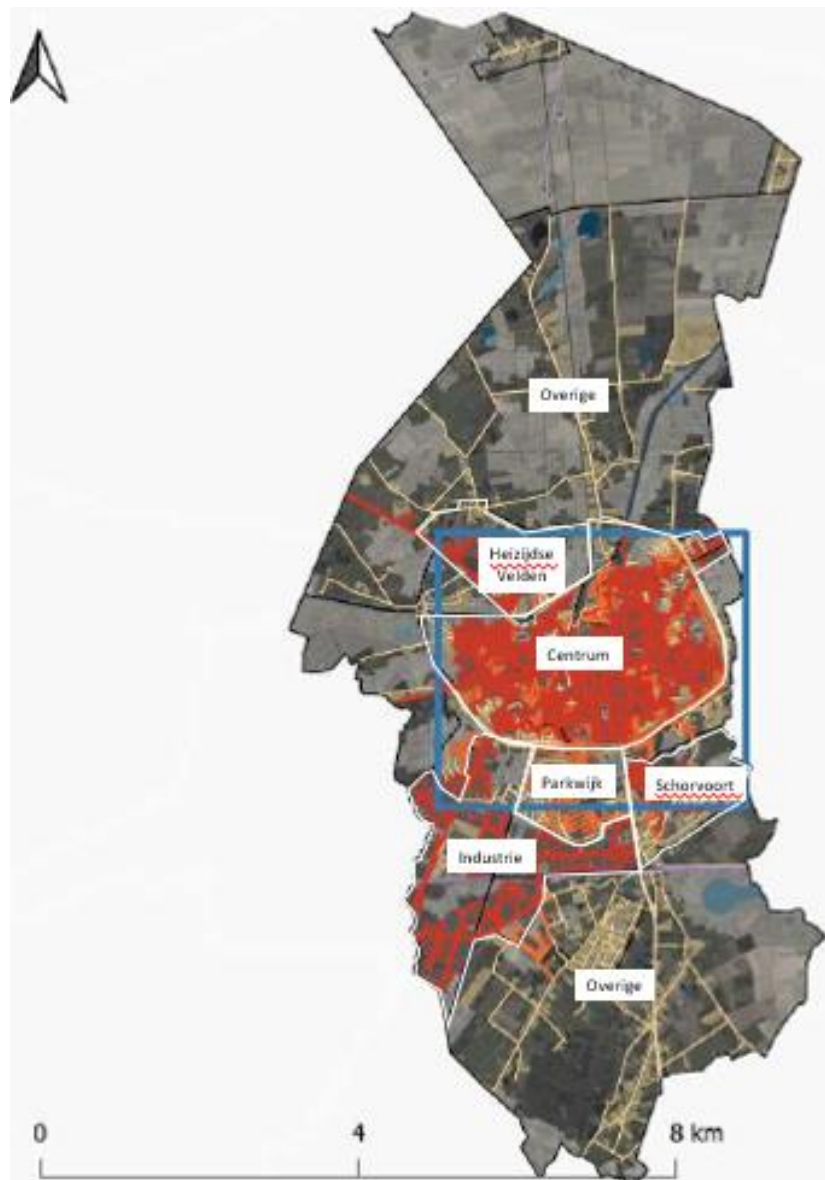 Overige
Heizijdse
Velden
Centrum
Parkwijk
Schorvoort
Industrie
Overige
0 4 8 km